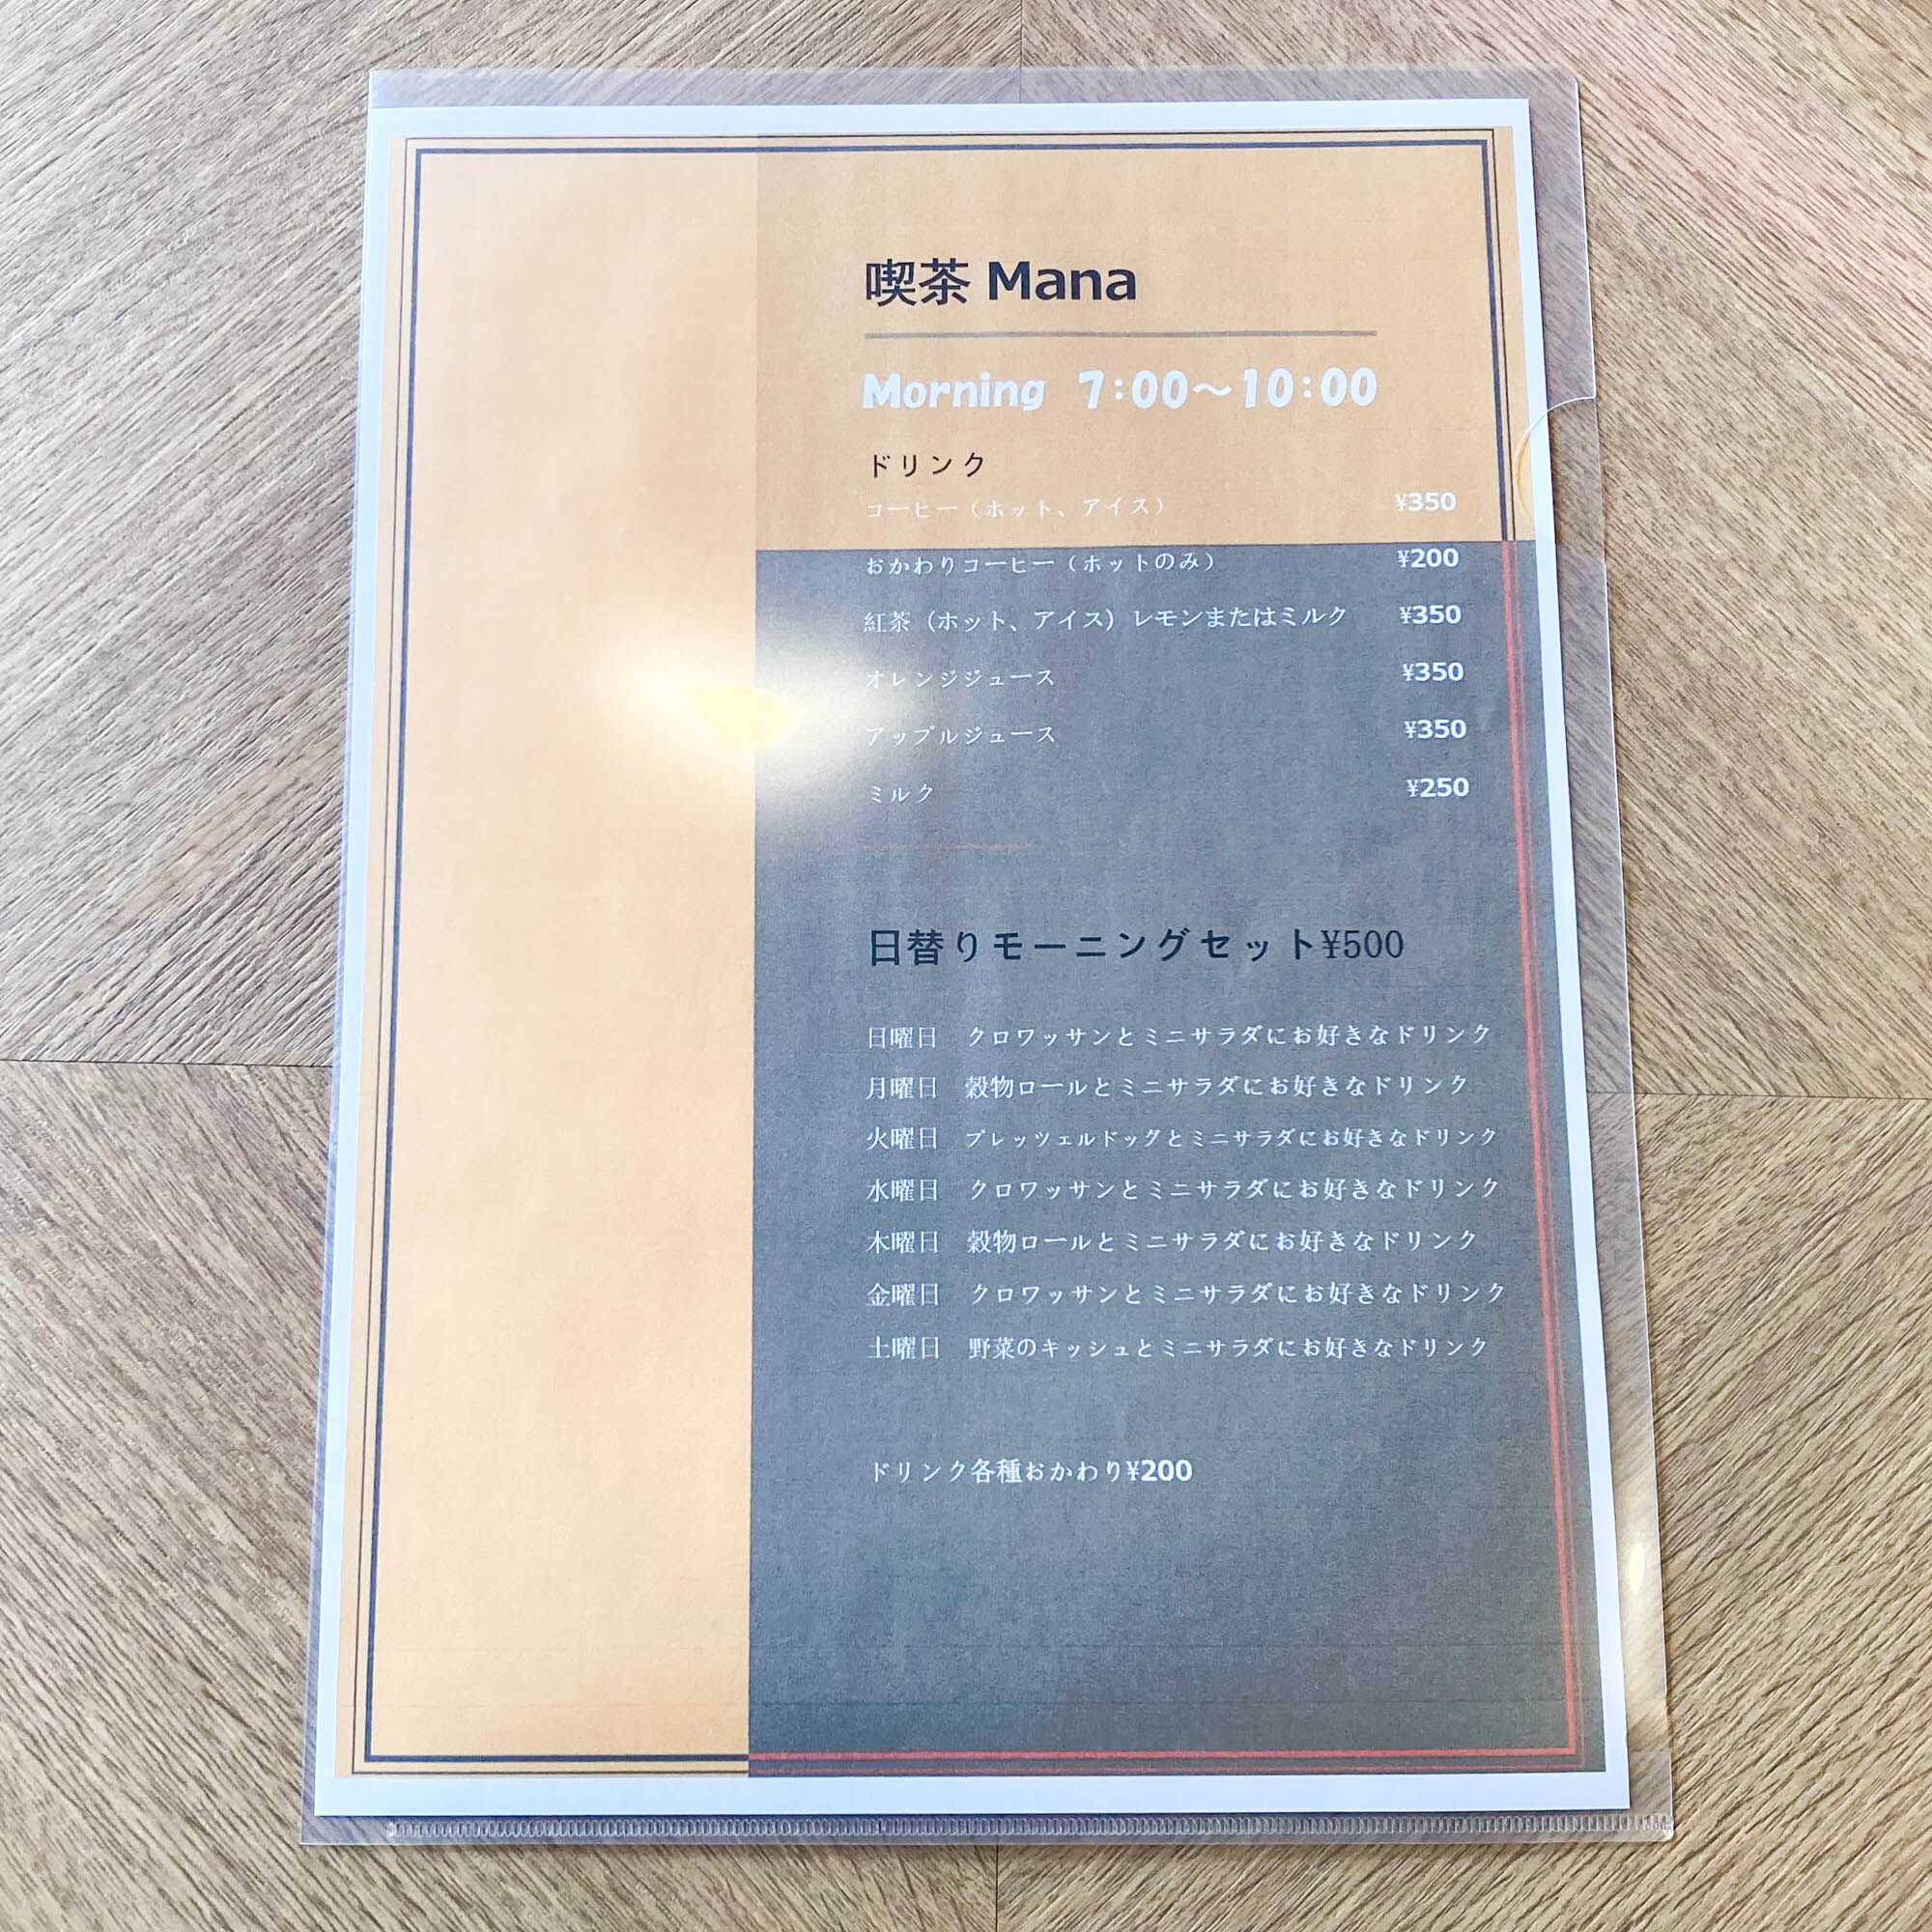 喫茶 Mana
Morning 7:00～10:00
ドリンク
コーヒー（ホット、アイス） ¥350
おかわりコーヒー（ホットのみ） ¥200
紅茶（ホット、アイス）レモンまたはミルク ¥350
オレンジジュース ¥350
アップルジュース ¥350
ミルク ¥250
日替りモーニングセット¥500
日曜日　クロワッサンとミニサラダにお好きなドリンク
月曜日　穀物ロールとミニサラダにお好きなドリンク
火曜日　プレッツェルドッグとミニサラダにお好きなドリンク
水曜日　クロワッサンとミニサラダにお好きなドリンク
木曜日　穀物ロールとミニサラダにお好きなドリンク
金曜日　クロワッサンとミニサラダにお好きなドリンク
土曜日　野菜のキッシュとミニサラダにお好きなドリンク
ドリンク各種おかわり¥200